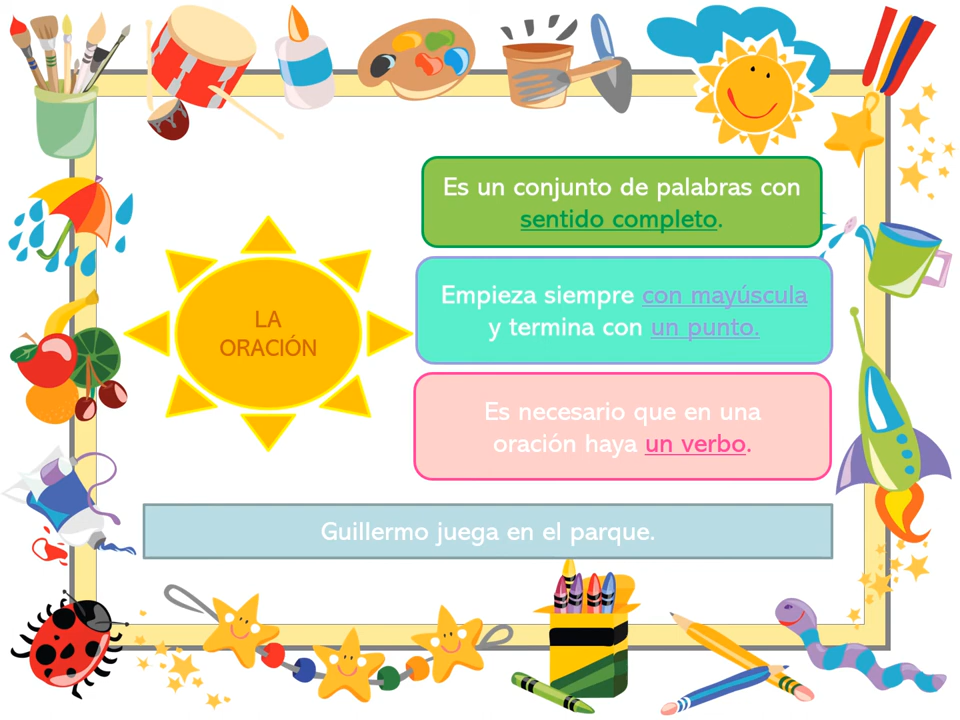 LA
ORACIÓN
Es un conjunto de palabras con
sentido completo.
Empieza siempre con mayúscula
y termina con un punto.
Es necesario que en una
oración haya un verbo.
Guillermo juega en el parque.